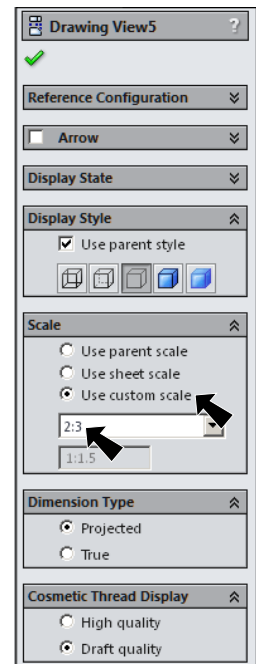 Drawing View5 ?
Reference Configuration
Arrow
Display State
Display Style
Use parent style
Scale
Use parent scale
Use sheet scale
Use custom scale
2:3
1:1.5
Dimension Type
Projected
True
Cosmetic Thread Display
High quality
Draft quality